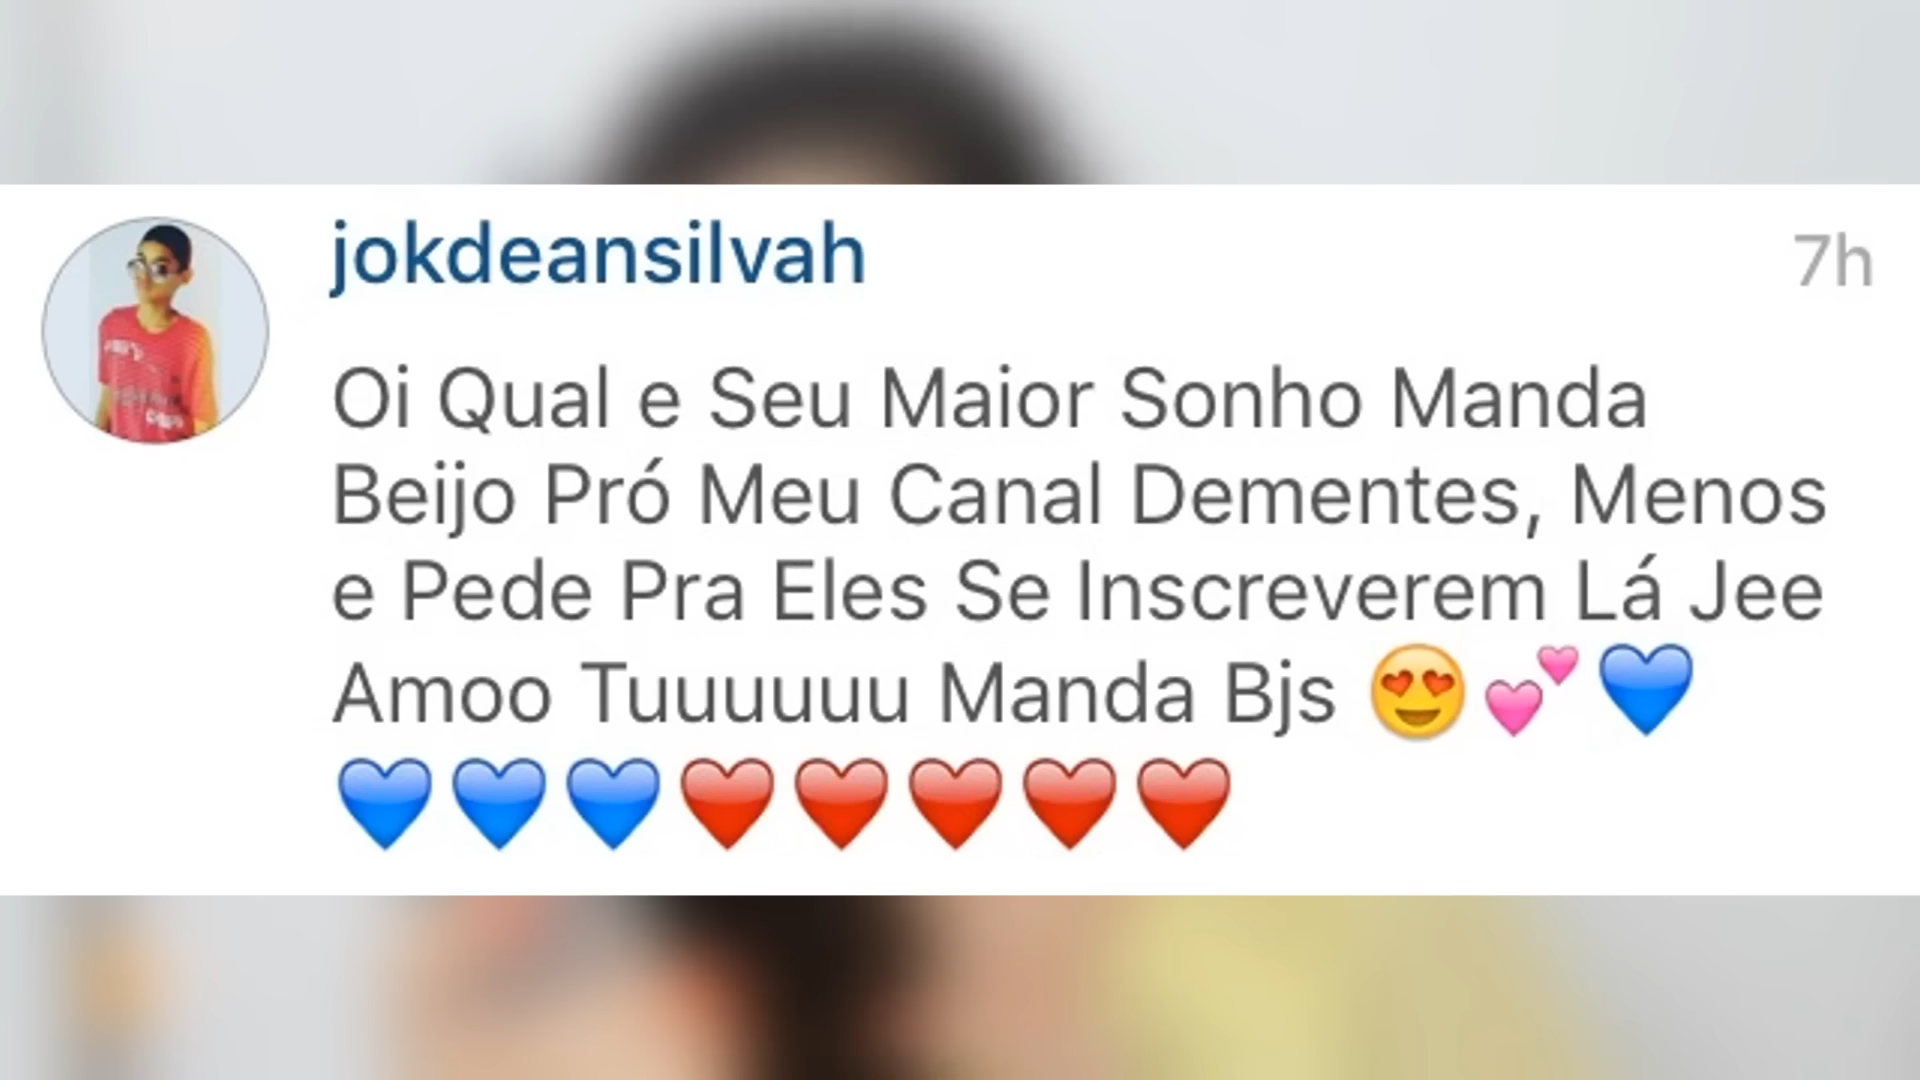 jokdeansilvah
7h
Oi Qual e Seu Maior Sonho Manda
Beijo Pró Meu Canal Dementes, Menos
e Pede Pra Eles Se Inscreverem Lá Jee
Amoo Tuuuuuu Manda Bjs 😍💕💙
💙💙💙❤️❤️❤️❤️❤️